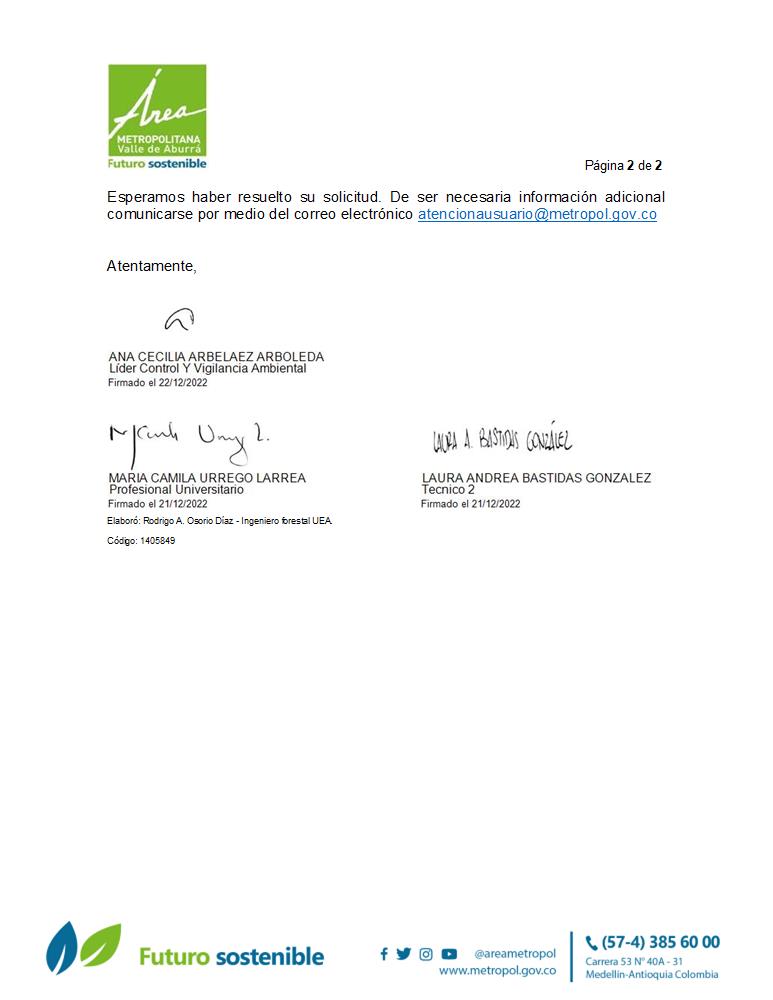 Área
METROPOLITANA
Valle de Aburrá
Futuro sostenible
Página 2 de 2
Esperamos haber resuelto su solicitud. De ser necesaria información adicional
comunicarse por medio del correo electrónico atencionausuario@metropol.gov.co
Atentamente,
ANA CECILIA ARBELAEZ ARBOLEDA
Líder Control Y Vigilancia Ambiental
Firmado el 22/12/2022
LAURA A. BASTIDAS GONZÁLEZ
MARIA CAMILA URREGO LARREA
Profesional Universitario
Firmado el 21/12/2022
LAURA ANDREA BASTIDAS GONZALEZ
Tecnico 2
Firmado el 21/12/2022
Elaboró: Rodrigo A. Osorio Díaz - Ingeniero forestal UEA.
Código: 1405849
Futuro sostenible
@areametropol
www.metropol.gov.co
(57-4) 385 60 00
Carrera 53 N° 40A - 31
Medellín-Antioquia Colombia